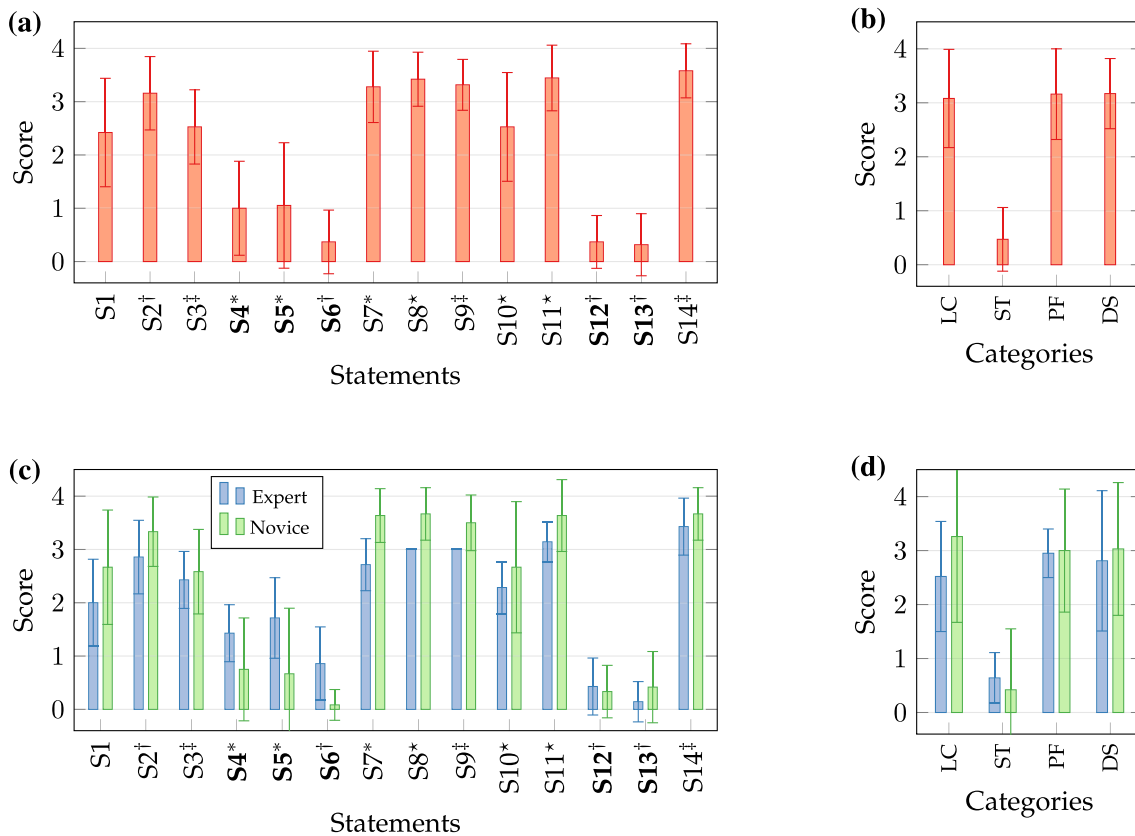 (a)
Score
4
3
2
1
0
S1 S2† S3‡ S4* S5* S6† S7* S8* S9‡ S10* S11* S12† S13† S14‡
Statements
(b)
Score
4
3
2
1
0
LC ST PF DS
Categories
(c)
Score
4
3
2
1
0
Expert
Novice
S1 S2† S3‡ S4* S5* S6† S7* S8* S9‡ S10* S11* S12† S13† S14‡
Statements
(d)
Score
4
3
2
1
0
LC ST PF DS
Categories